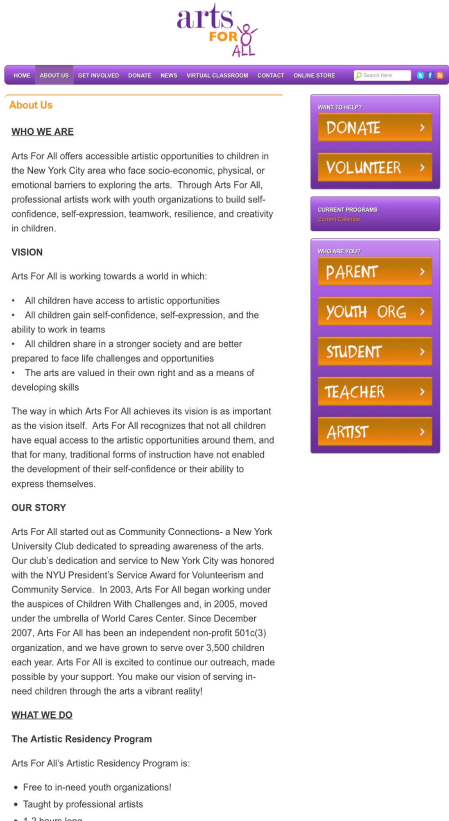 arts
FOR
ALL
HOME ABOUT US GET INVOLVED DONATE NEWS VIRTUAL CLASSROOM CONTACT ONLINE STORE Search Here
About Us
WHO WE ARE
Arts For All offers accessible artistic opportunities to children in
the New York City area who face socio-economic, physical, or
emotional barriers to exploring the arts.  Through Arts For All,
professional artists work with youth organizations to build self-
confidence, self-expression, teamwork, resilience, and creativity
in children.
VISION
Arts For All is working towards a world in which:
•    All children have access to artistic opportunities
•    All children gain self-confidence, self-expression, and the
ability to work in teams
•    All children share in a stronger society and are better
prepared to face life challenges and opportunities
•    The arts are valued in their own right and as a means of
developing skills
The way in which Arts For All achieves its vision is as important
as the vision itself.  Arts For All recognizes that not all children
have equal access to the artistic opportunities around them, and
that for many, traditional forms of instruction have not enabled
the development of their self-confidence or their ability to
express themselves.
OUR STORY
Arts For All started out as Community Connections- a New York
University Club dedicated to spreading awareness of the arts.
Our club's dedication and service to New York City was honored
with the NYU President's Service Award for Volunteerism and
Community Service.  In 2003, Arts For All began working under
the auspices of Children With Challenges and, in 2005, moved
under the umbrella of World Cares Center. Since December
2007, Arts For All has been an independent non-profit 501c(3)
organization, and we have grown to serve over 3,500 children
each year. Arts For All is excited to continue our outreach, made
possible by your support. You make our vision of serving in-
need children through the arts a vibrant reality!
WHAT WE DO
The Artistic Residency Program
Arts For All's Artistic Residency Program is:
• Free to in-need youth organizations!
• Taught by professional artists
• 1-2 hours long
WANT TO HELP?
DONATE
VOLUNTEER
CURRENT PROGRAMS
Current Calendar
WHO ARE YOU?
PARENT
YOUTH ORG
STUDENT
TEACHER
ARTIST